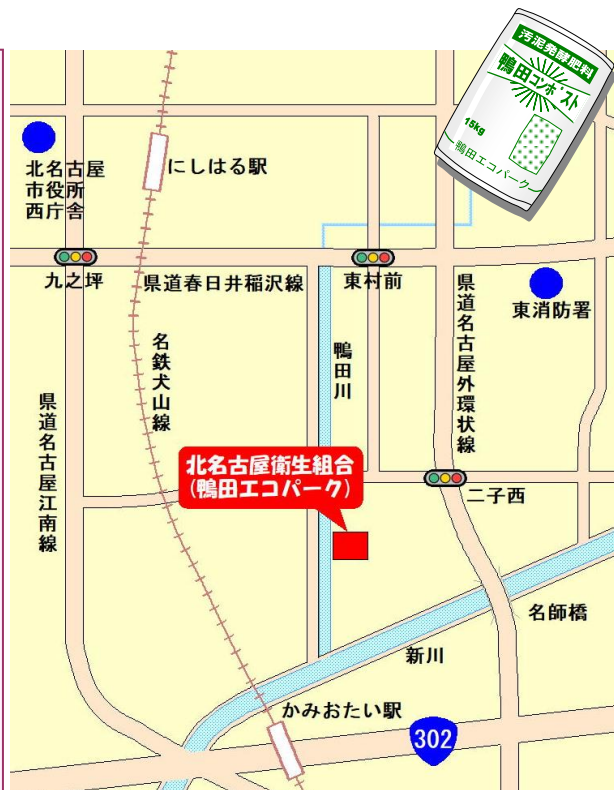 汚泥発酵肥料
鴨田コンポスト
15kg
鴨田エコパーク
北名古屋
市役所
西庁舎
にしはる駅
九之坪
県道春日井稲沢線
東村前
東消防署
県道名古屋外環状線
名鉄犬山線
鴨田川
県道名古屋江南線
北名古屋衛生組合
(鴨田エコパーク)
二子西
名師橋
新川
かみおたい駅
302